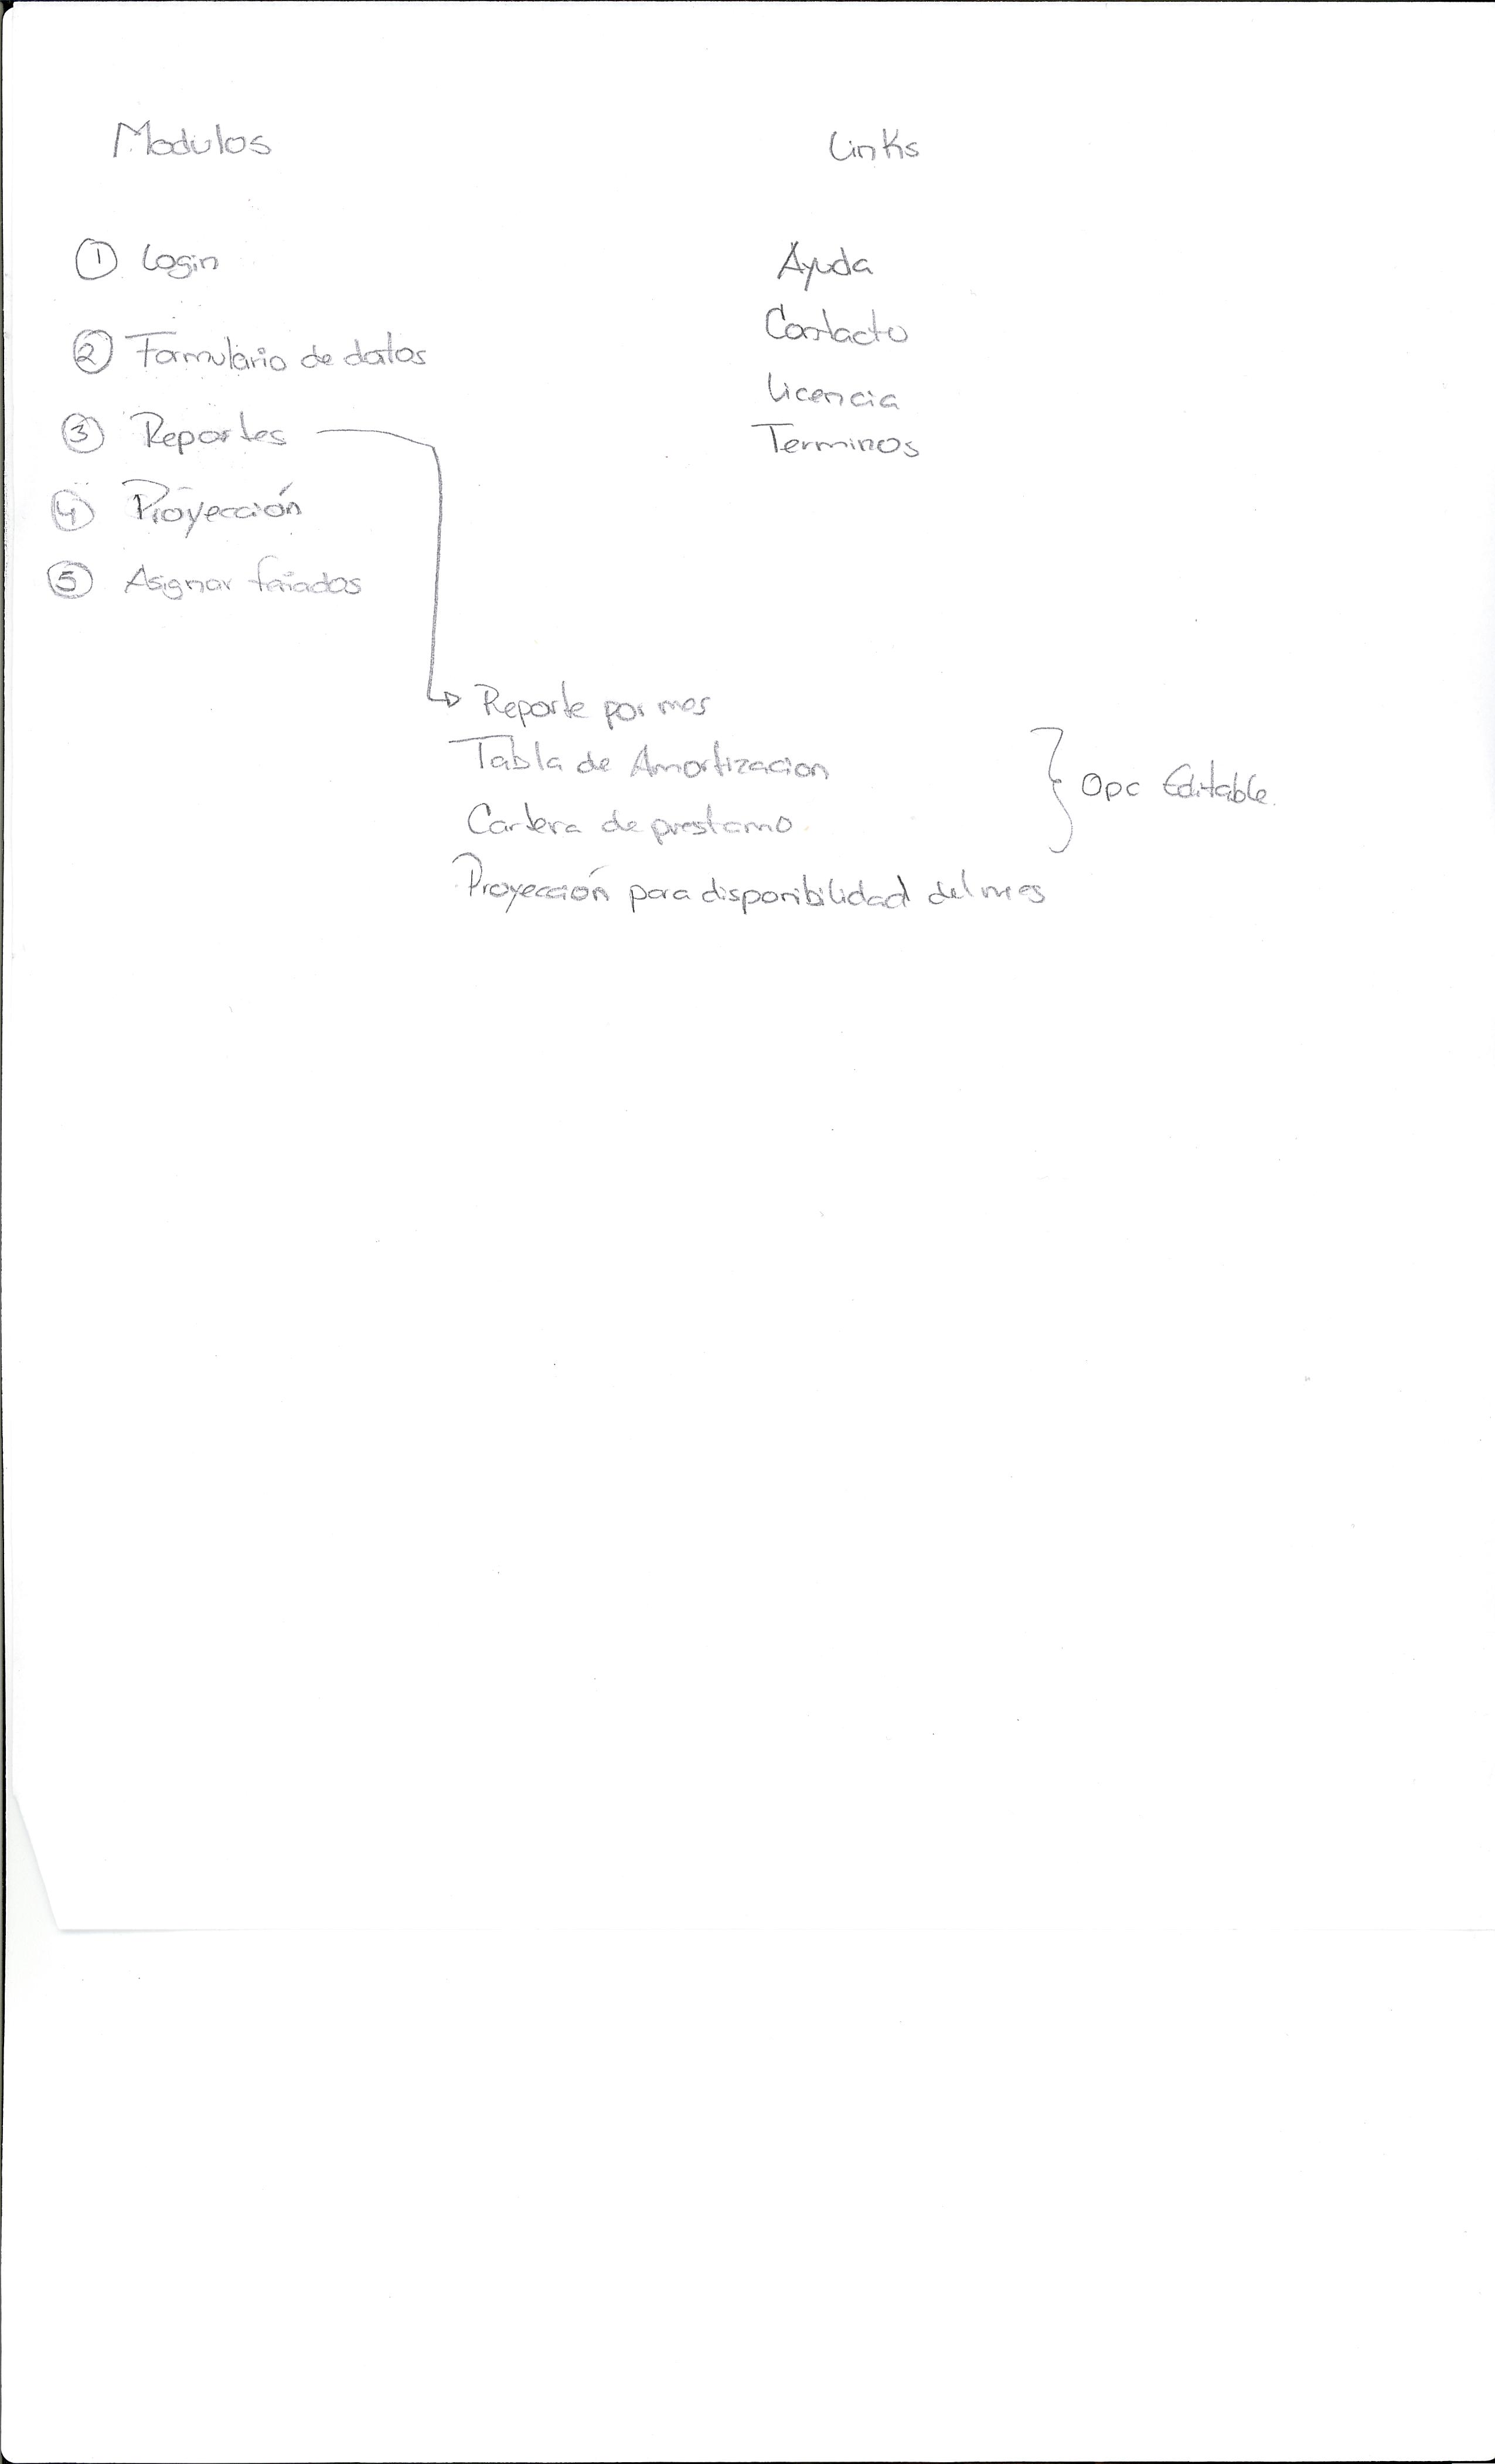 Modulos
Links
1 Login
2 Formulario de datos
3 Reportes
4 Proyección
5 Asignar feriados
Ayuda
Contacto
Licencia
Terminos
Reporte por mes
Tabla de Amortizacion
Cartera de prestamo
Proyección para disponibilidad del mes
Opc Editable.